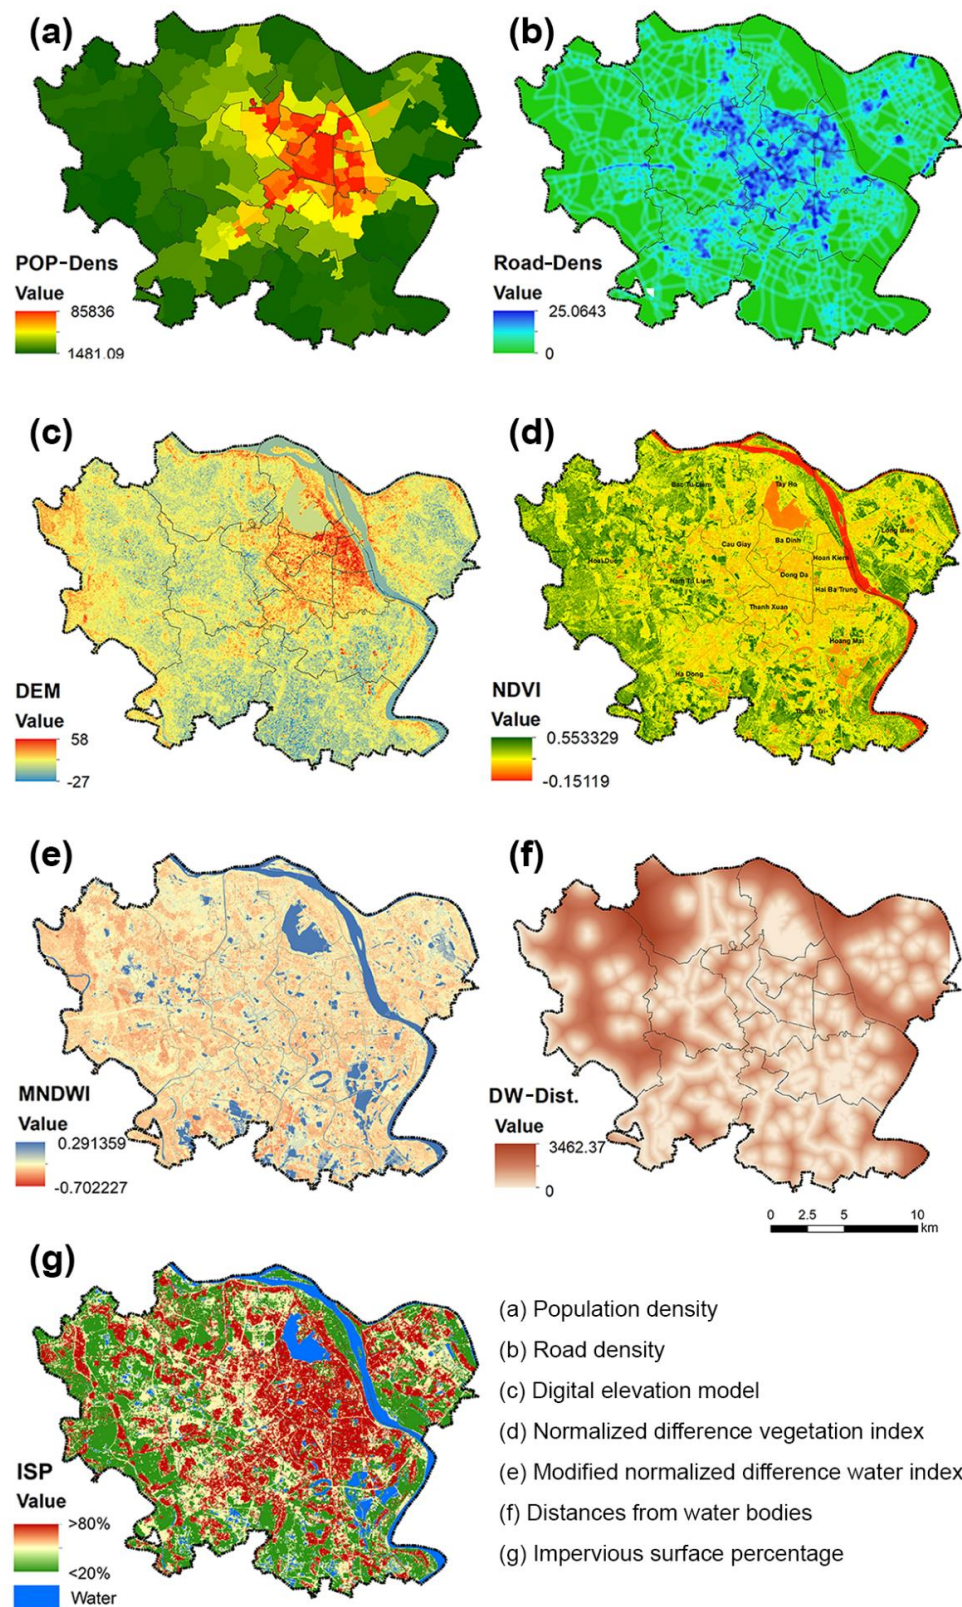 (a)
POP-Dens
Value
85836
1481.09
(b)
Road-Dens
Value
25.0643
0
(c)
DEM
Value
58
-27
(d)
Bac Tu Liem
Tay Ho
Long Bien
Cau Giay
Ba Dinh
Hoan Kiem
Hoai Duc
Nam Tu Liem
Dong Da
Hai Ba Trung
Thanh Xuan
Hoang Mai
Ha Dong
NDVI
Value
0.553329
-0.15119
(e)
MNDWI
Value
0.291359
-0.702227
(f)
DW-Dist.
Value
3462.37
0
0 2.5 5 10
km
(g)
ISP
Value
>80%
<20%
Water
(a) Population density
(b) Road density
(c) Digital elevation model
(d) Normalized difference vegetation index
(e) Modified normalized difference water index
(f) Distances from water bodies
(g) Impervious surface percentage